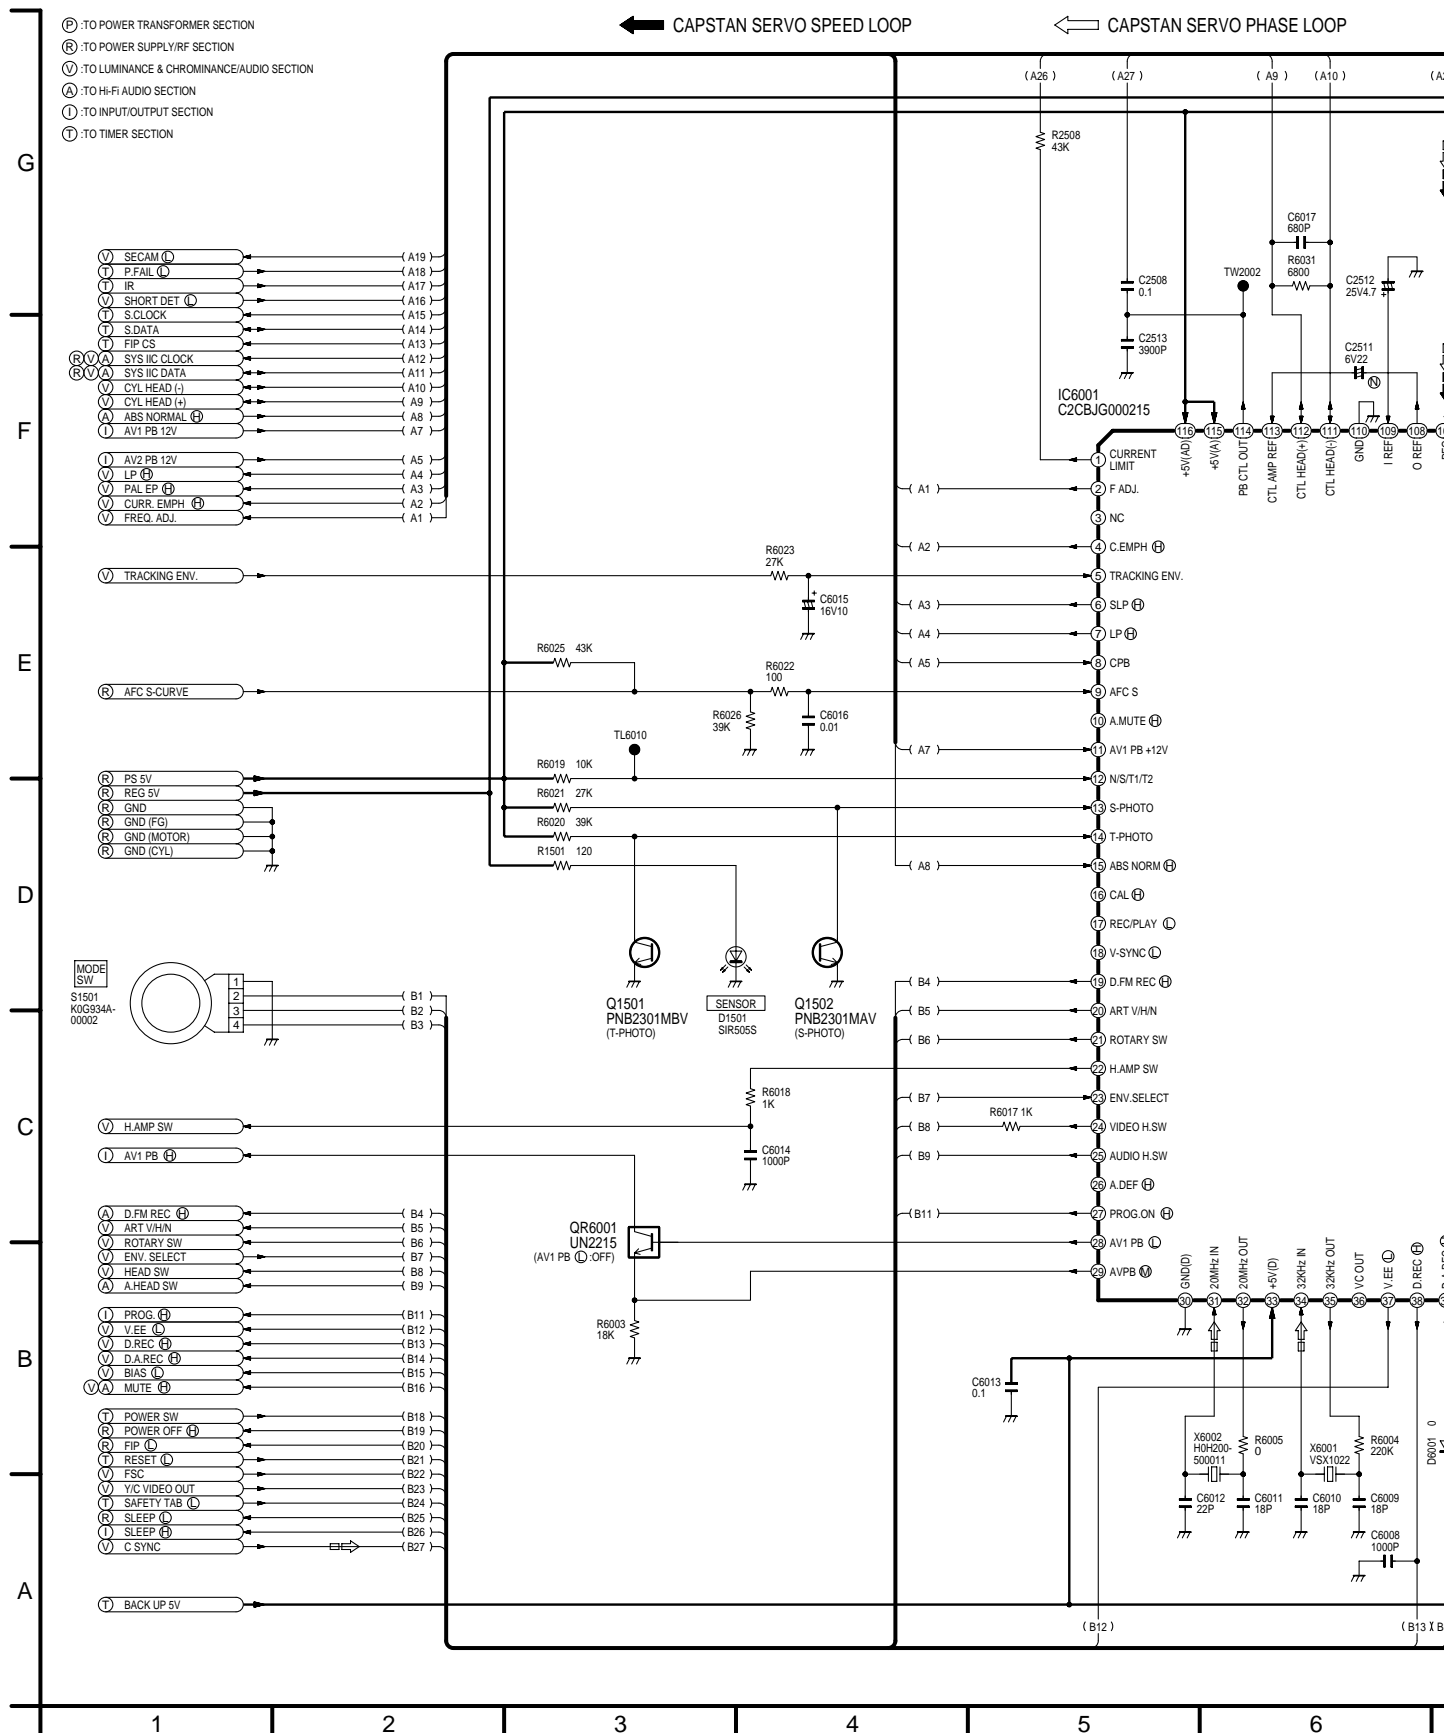 Ⓟ :TO POWER TRANSFORMER SECTION
Ⓡ :TO POWER SUPPLY/RF SECTION
Ⓥ :TO LUMINANCE & CHROMINANCE/AUDIO SECTION
Ⓐ :TO Hi-Fi AUDIO SECTION
Ⓘ :TO INPUT/OUTPUT SECTION
Ⓣ :TO TIMER SECTION
CAPSTAN SERVO SPEED LOOP
CAPSTAN SERVO PHASE LOOP
(A26) (A27) (A9) (A10)
R2508
43K
G
C6017
680P
R6031
6800
TW2002
C2508
0.1
C2512
25V4.7 +
C2513
3900P
C2511
6V22
Ⓝ
IC6001
C2CBJG000215
Ⓥ SECAM Ⓛ (A19)
Ⓣ P.FAIL Ⓛ (A18)
Ⓣ IR (A17)
Ⓥ SHORT DET Ⓛ (A16)
Ⓣ S.CLOCK (A15)
Ⓣ S.DATA (A14)
Ⓣ FIP CS (A13)
ⓇⓋⒶ SYS IIC CLOCK (A12)
ⓇⓋⒶ SYS IIC DATA (A11)
Ⓥ CYL HEAD (-) (A10)
Ⓥ CYL HEAD (+) (A9)
Ⓐ ABS NORMAL Ⓗ (A8)
Ⓘ AV1 PB 12V (A7)
F
Ⓘ AV2 PB 12V (A5)
Ⓥ LP Ⓗ (A4)
Ⓥ PAL EP Ⓗ (A3)
Ⓥ CURR. EMPH Ⓗ (A2)
Ⓥ FREQ. ADJ. (A1)
116 115 114 113 112 111 110 109 108
+5V(AD)
+5V(A)
PB CTL OUT
CTL AMP REF
CTL HEAD(+)
CTL HEAD(-)
GND
I REF
O REF
1 CURRENT
LIMIT
(A1) 2 F ADJ.
3 NC
(A2) 4 C.EMPH Ⓗ
Ⓥ TRACKING ENV.
R6023
27K
+ C6015
16V10
5 TRACKING ENV.
(A3) 6 SLP Ⓗ
(A4) 7 LP Ⓗ
E
R6025 43K
(A5) 8 CPB
Ⓡ AFC S-CURVE
R6022
100
9 AFC S
R6026
39K
C6016
0.01
10 A.MUTE Ⓗ
TL6010
(A7) 11 AV1 PB +12V
Ⓡ PS 5V
R6019 10K
12 N/S/T1/T2
Ⓡ REG 5V
R6021 27K
Ⓡ GND
13 S-PHOTO
Ⓡ GND (FG)
R6020 39K
Ⓡ GND (MOTOR)
14 T-PHOTO
Ⓡ GND (CYL)
R1501 120
(A8) 15 ABS NORM Ⓗ
D
16 CAL Ⓗ
17 REC/PLAY Ⓛ
18 V-SYNC Ⓛ
MODE
SW
S1501
K0G934A-
00002
1
2
3
4
(B1)
(B2)
(B3)
Q1501
PNB2301MBV
(T-PHOTO)
SENSOR
D1501
SIR505S
Q1502
PNB2301MAV
(S-PHOTO)
(B4) 19 D.FM REC Ⓗ
(B5) 20 ART V/H/N
(B6) 21 ROTARY SW
22 H.AMP SW
R6018
1K
(B7) 23 ENV.SELECT
C
Ⓥ H.AMP SW
(B8) R6017 1K 24 VIDEO H.SW
Ⓘ AV1 PB Ⓗ
C6014
1000P
(B9) 25 AUDIO H.SW
26 A.DEF Ⓗ
(B11) 27 PROG.ON Ⓗ
28 AV1 PB Ⓛ
29 AVPB Ⓜ
Ⓐ D.FM REC Ⓗ (B4)
Ⓥ ART V/H/N (B5)
Ⓥ ROTARY SW (B6)
Ⓥ ENV. SELECT (B7)
Ⓥ HEAD SW (B8)
Ⓐ A.HEAD SW (B9)
QR6001
UN2215
(AV1 PB Ⓛ :OFF)
R6003
18K
GND(D)
20MHz IN
20MHz OUT
+5V(D)
32KHz IN
32KHz OUT
VC OUT
V.EE Ⓛ
D.REC Ⓗ
30 31 32 33 34 35 36 37 38
B
Ⓘ PROG. Ⓗ (B11)
Ⓥ V.EE Ⓛ (B12)
Ⓥ D.REC Ⓗ (B13)
Ⓥ D.A.REC Ⓗ (B14)
Ⓥ BIAS Ⓛ (B15)
ⓋⒶ MUTE Ⓗ (B16)
C6013
0.1
Ⓣ POWER SW (B18)
Ⓡ POWER OFF Ⓗ (B19)
Ⓡ FIP Ⓛ (B20)
Ⓣ RESET Ⓛ (B21)
Ⓥ FSC (B22)
Ⓥ Y/C VIDEO OUT (B23)
Ⓣ SAFETY TAB Ⓛ (B24)
Ⓡ SLEEP Ⓛ (B25)
Ⓘ SLEEP Ⓗ (B26)
Ⓥ C SYNC (B27)
X6002
H0H200-
500011
R6005
0
X6001
VSX1022
R6004
220K
D6001 0
C6012
22P
C6011
18P
C6010
18P
C6009
18P
C6008
1000P
A
Ⓣ BACK UP 5V
(B12) (B13)
1 2 3 4 5 6